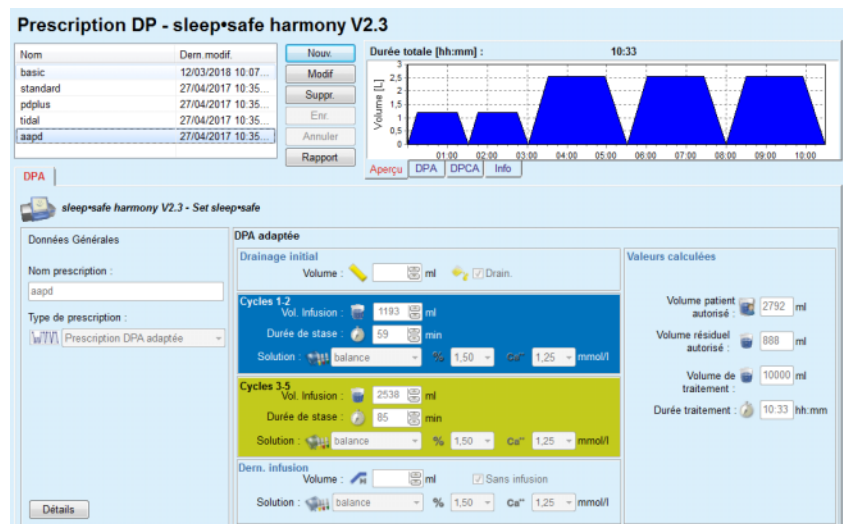 Prescription DP - sleep•safe harmony V2.3
Nom Dern.modif.
basic 12/03/2018 10:07...
standard 27/04/2017 10:35...
pdplus 27/04/2017 10:35...
tidal 27/04/2017 10:35...
aapd 27/04/2017 10:35...
Nouv.
Modif
Suppr.
Enr.
Annuler
Rapport
Durée totale [hh:mm] : 10:33
Volume [L]
3
2,5
2
1,5
1
0,5
0
01:00 02:00 03:00 04:00 05:00 06:00 07:00 08:00 09:00 10:00
Aperçu DPA DPCA Info
DPA
sleep•safe harmony V2.3 - Set sleep•safe
Données Générales
Nom prescription :
aapd
Type de prescription :
Prescription DPA adaptée
Détails
DPA adaptée
Drainage initial
Volume : ml Drain.
Cycles 1-2
Vol. Infusion : 1193 ml
Durée de stase : 59 min
Solution : balance % 1,50 Ca++ 1,25 mmol/l
Cycles 3-5
Vol. Infusion : 2538 ml
Durée de stase : 85 min
Solution : balance % 1,50 Ca++ 1,25 mmol/l
Dern. infusion
Volume : ml Sans infusion
Solution : balance % 1,50 Ca++ 1,25 mmol/l
Valeurs calculées
Volume patient
autorisé : 2792 ml
Volume résiduel
autorisé : 888 ml
Volume de
traitement : 10000 ml
Durée traitement : 10:33 hh:mm